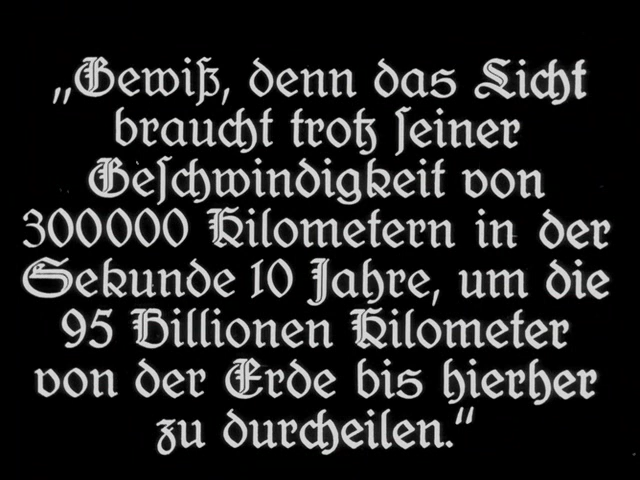 „Gewiß, denn das Licht
braucht trotz seiner
Geschwindigkeit von
300000 Kilometern in der
Sekunde 10 Jahre, um die
95 Billionen Kilometer
von der Erde bis hierher
zu durcheilen.“